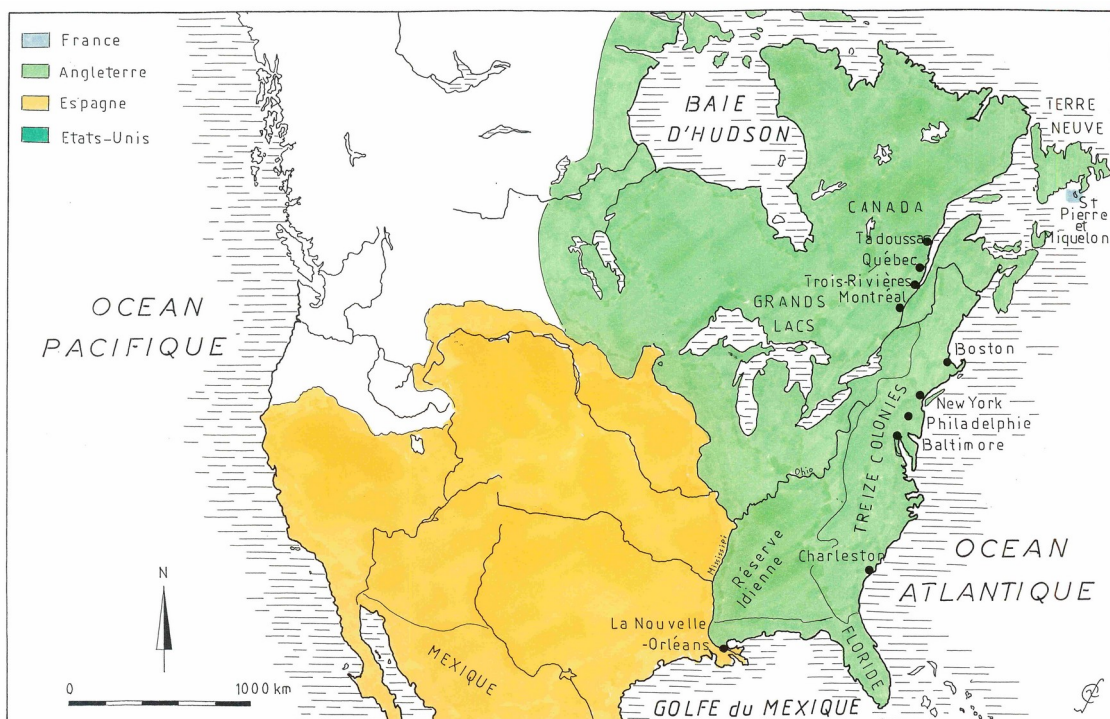 France
Angleterre
Espagne
Etats-Unis
BAIE
D'HUDSON
TERRE
NEUVE
St
Pierre
et
Miquelon
CANADA
Tadoussac
Québec
Trois-Rivières
Montréal
GRANDS
LACS
OCEAN
PACIFIQUE
Boston
New York
Philadelphie
Baltimore
TREIZE COLONIES
Ohio
Mississipi
Réserve
Idienne
Charleston
OCEAN
ATLANTIQUE
La Nouvelle
-Orléans
FLORIDE
MEXIQUE
GOLFE du MEXIQUE
N
0 1000 km